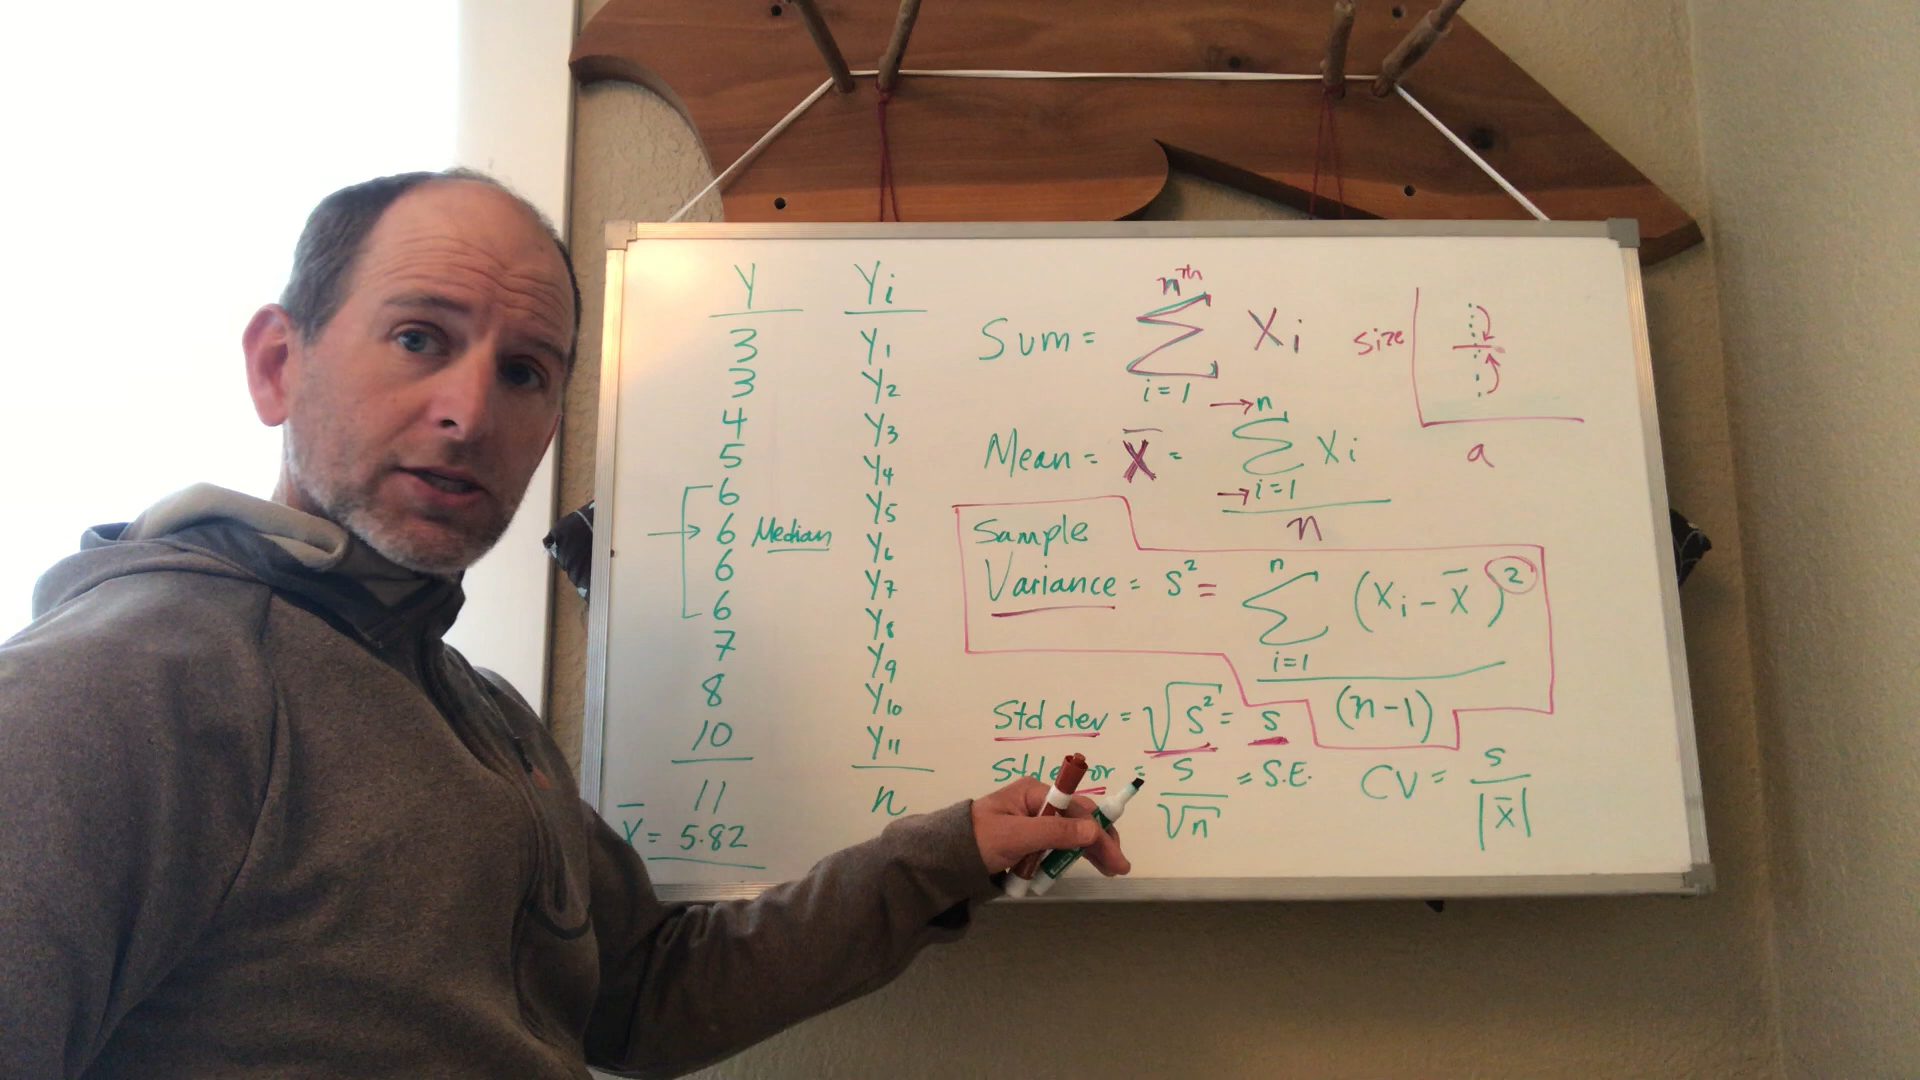 Y Yi
3 Y1
3 Y2
4 Y3
5 Y4
6 Y5
6 Median Y6
6 Y7
6 Y8
7 Y9
8 Y10
10 Y11
11 n
X̄ = 5.82
nth
Sum = Σ Xi
i=1
size
a
→ n
Mean = X̄ = Σ Xi
→ i=1
n
Sample
Variance = s² = Σ (Xi - X̄)²
n
i=1
(n-1)
Std dev = √s² = s
Std = s = S.E.
√n
CV = s
|X̄|